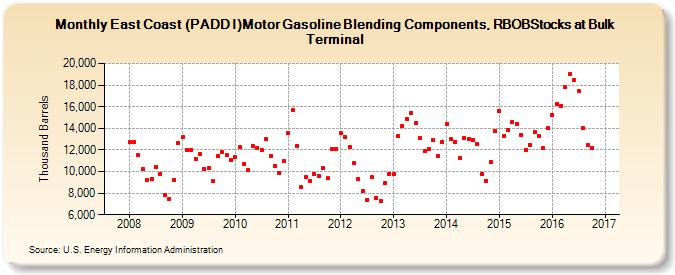 Monthly East Coast (PADD I)Motor Gasoline Blending Components, RBOBStocks at Bulk
Terminal
Thousand Barrels
20,000
18,000
16,000
14,000
12,000
10,000
8,000
6,000
2008 2009 2010 2011 2012 2013 2014 2015 2016 2017
Source: U.S. Energy Information Administration